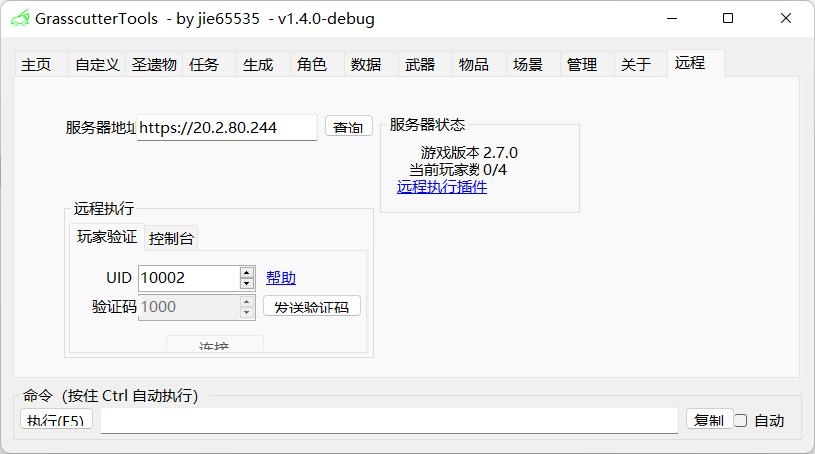 GrasscutterTools - by jie65535 - v1.4.0-debug
主页 自定义 圣遗物 任务 生成 角色 数据 武器 物品 场景 管理 关于 远程
服务器地址 https://20.2.80.244 查询
服务器状态
游戏版本 2.7.0
当前玩家数 0/4
远程执行插件
远程执行
玩家验证 控制台
UID 10002 帮助
验证码 1000 发送验证码
连接
命令（按住 Ctrl 自动执行）
执行(F5) 复制 自动